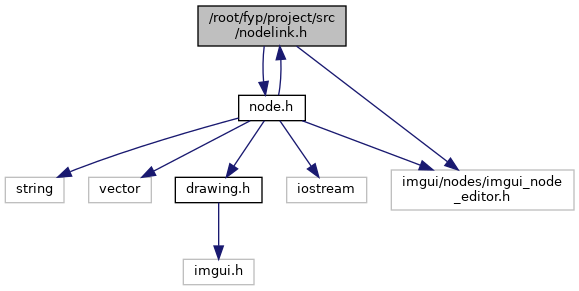 /root/fyp/project/src
/nodelink.h
node.h
string
vector
drawing.h
iostream
imgui/nodes/imgui_node
_editor.h
imgui.h